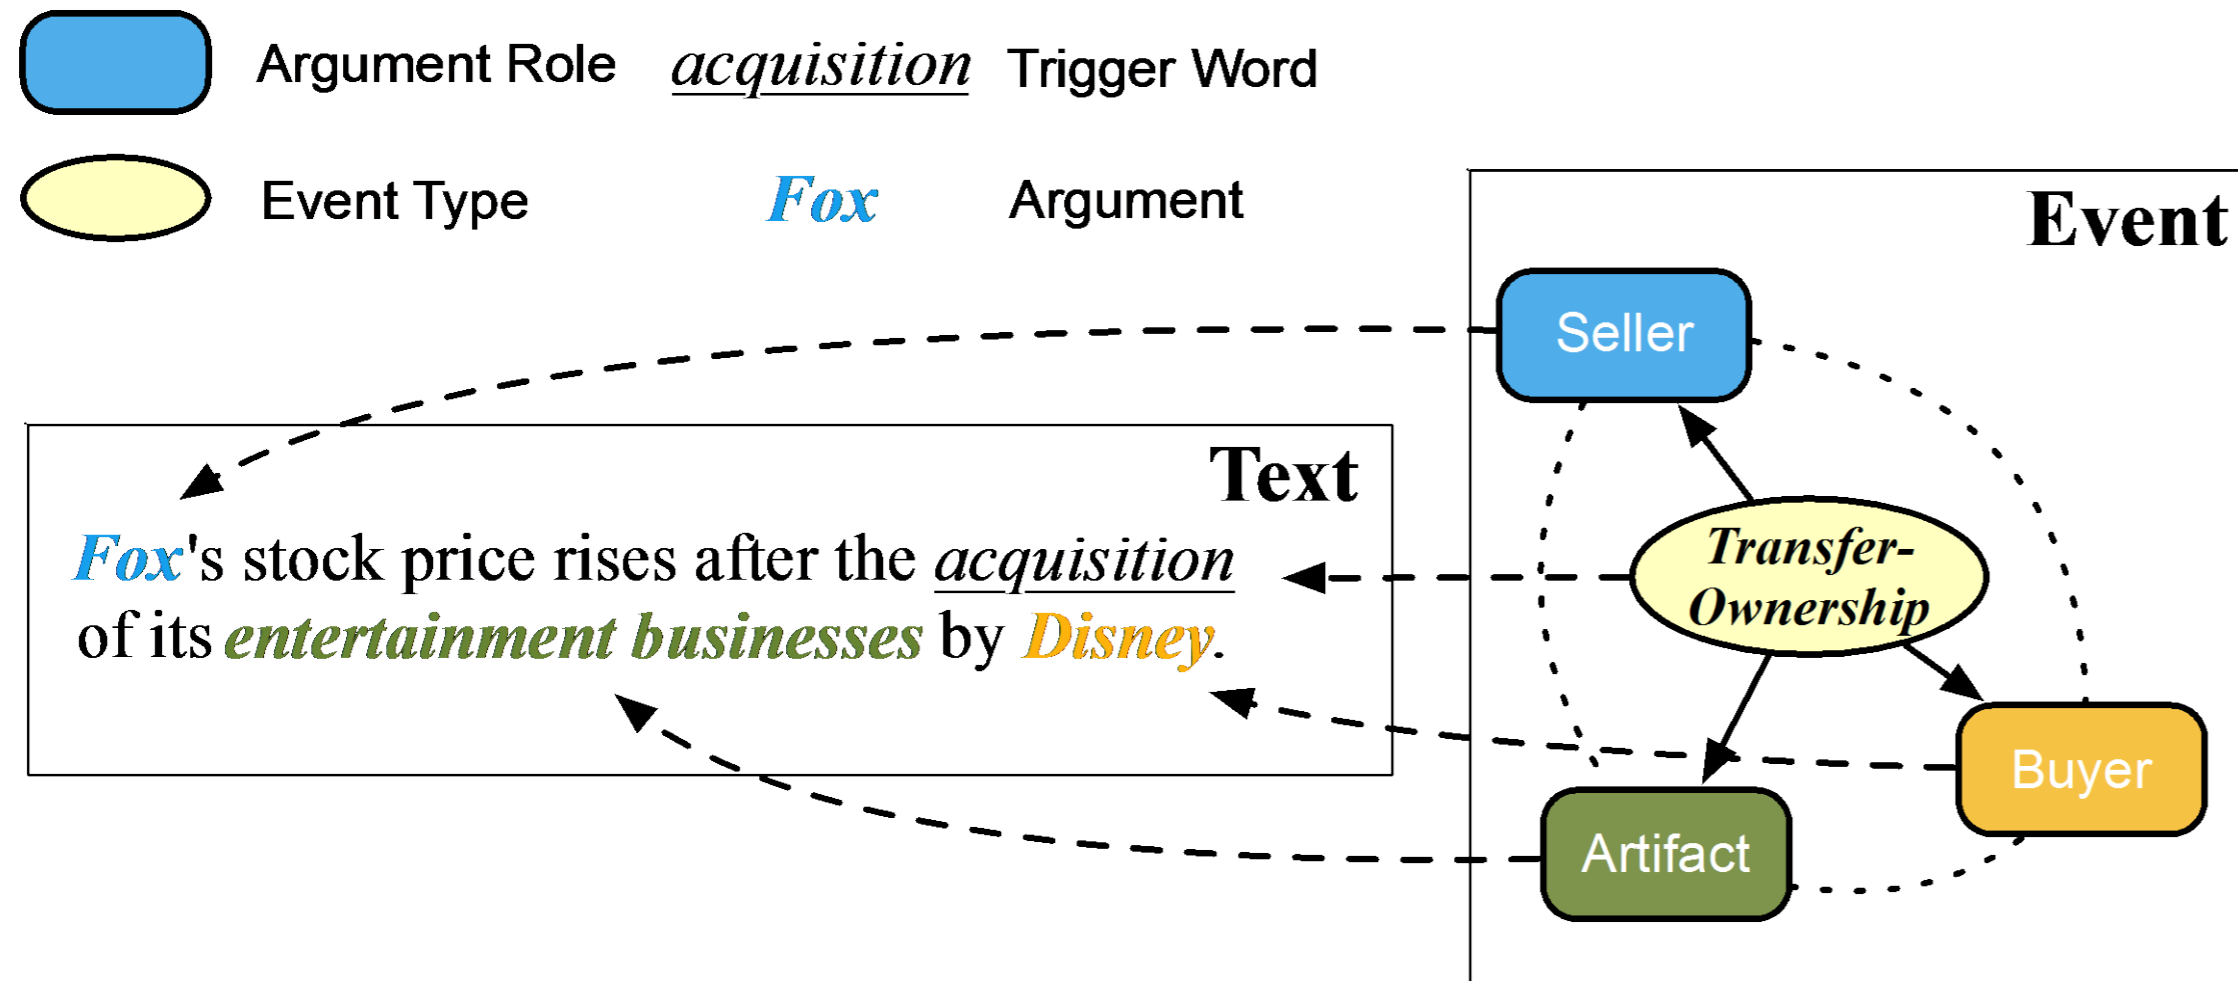 Argument Role acquisition Trigger Word
Event Type Fox Argument
Event
Seller
Text
Fox's stock price rises after the acquisition
of its entertainment businesses by Disney.
Transfer-
Ownership
Buyer
Artifact